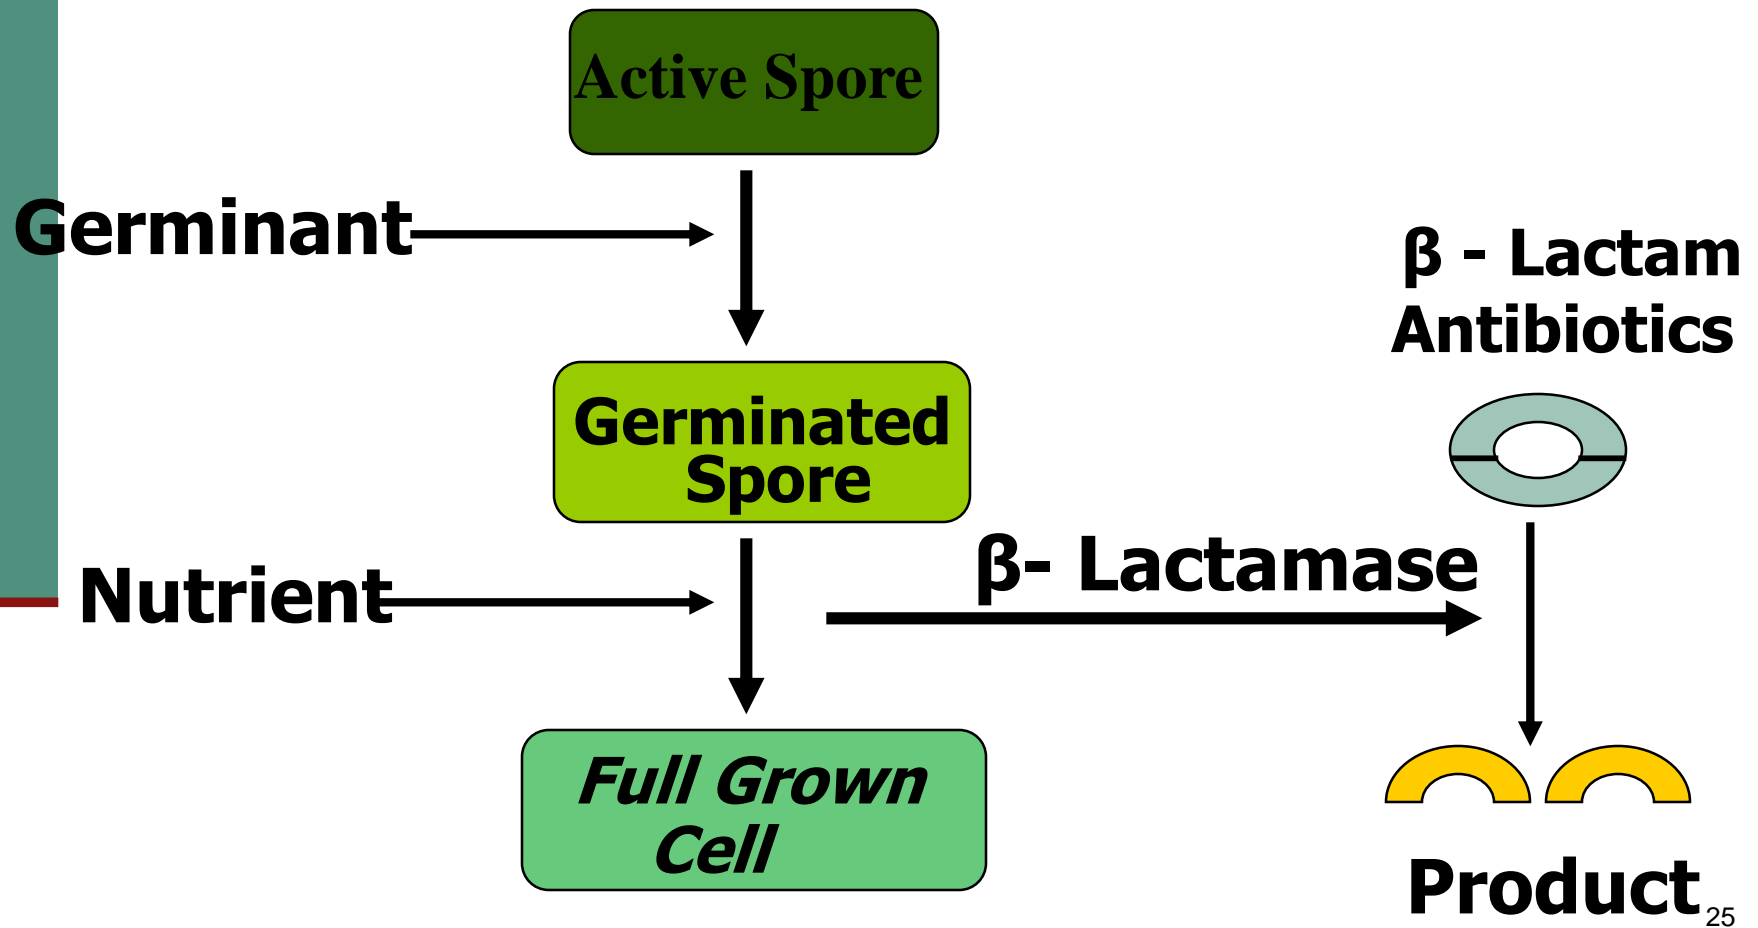 Active Spore
Germinant
β - Lactam
Antibiotics
Germinated
Spore
β- Lactamase
Nutrient
Full Grown
Cell
Product
25